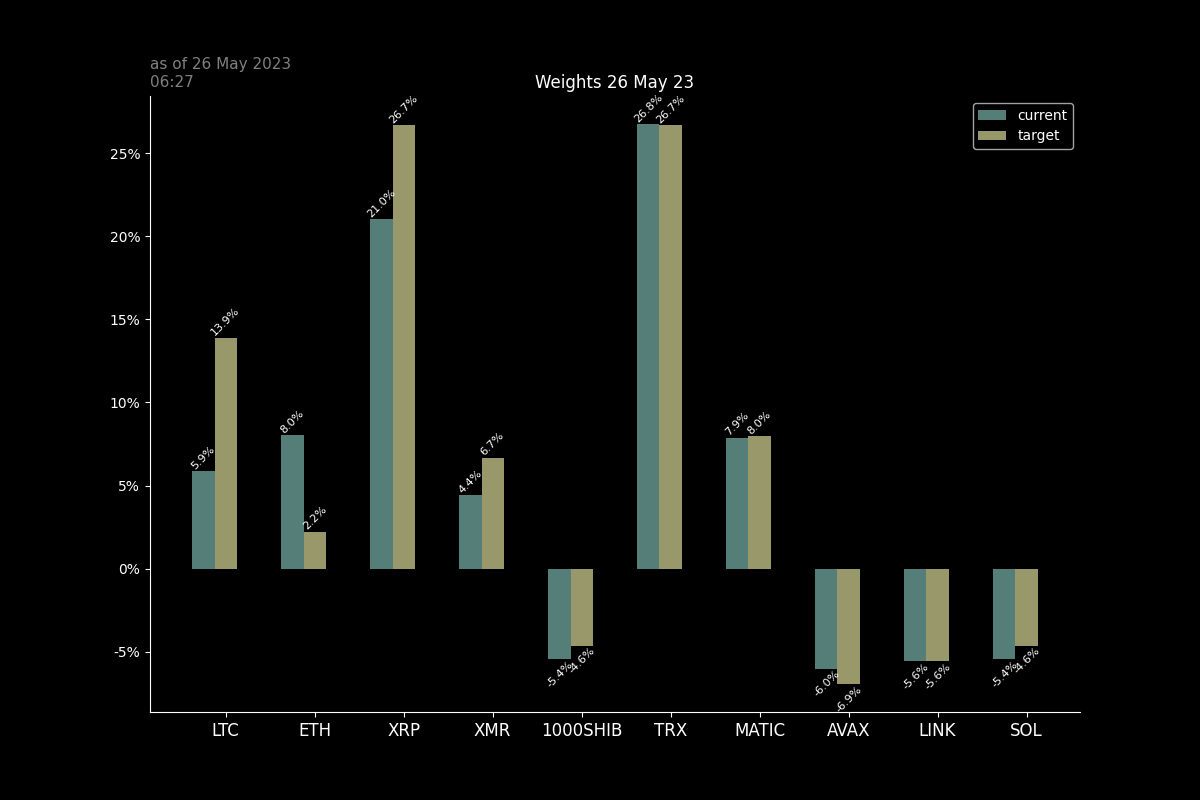 as of 26 May 2023
06:27
Weights 26 May 23
current
target
25%
20%
15%
10%
5%
0%
-5%
5.9%
13.9%
8.0%
2.2%
21.0%
26.7%
4.4%
6.7%
-5.4%
-4.6%
26.8%
26.7%
7.9%
8.0%
-6.0%
-6.9%
-5.6%
-5.6%
-5.4%
-4.6%
LTC
ETH
XRP
XMR
1000SHIB
TRX
MATIC
AVAX
LINK
SOL